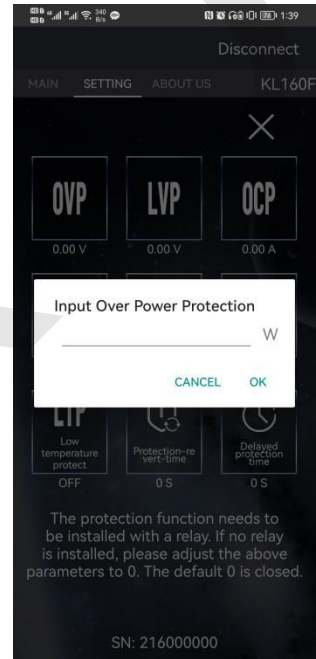 340 B/s
1:39
Disconnect
MAIN SETTING ABOUT US KL160F
OVP LVP OCP
0.00 V 0.00 V 0.00 A
Input Over Power Protection
W
CANCEL OK
LTP
Low temperature protect
Protection-re
vert-time
Delayed
protection
time
OFF 0 S 0 S
The protection function needs to
be installed with a relay. If no relay
is installed, please adjust the above
parameters to 0. The default 0 is closed.
SN: 216000000